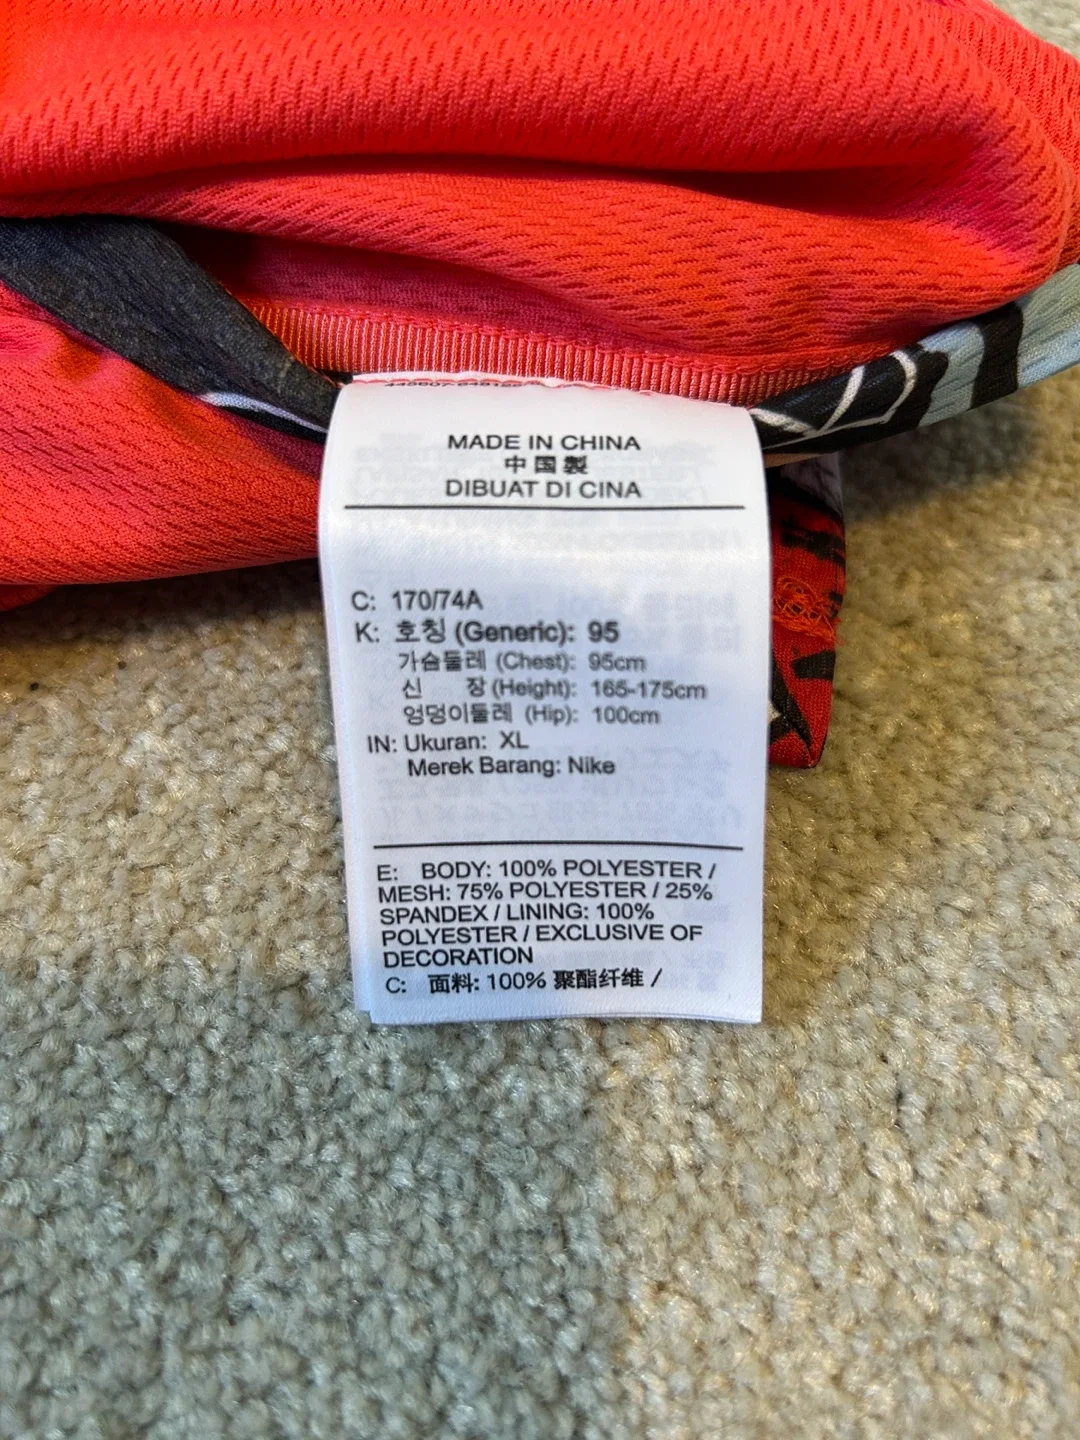 MADE IN CHINA
中国製
DIBUAT DI CINA
C: 170/74A
K: 호칭 (Generic): 95
가슴둘레 (Chest): 95cm
신 장 (Height): 165-175cm
엉덩이둘레 (Hip): 100cm
IN: Ukuran: XL
Merek Barang: Nike
E: BODY: 100% POLYESTER /
MESH: 75% POLYESTER / 25%
SPANDEX / LINING: 100%
POLYESTER / EXCLUSIVE OF
DECORATION
C: 面料: 100% 聚酯纤维 /